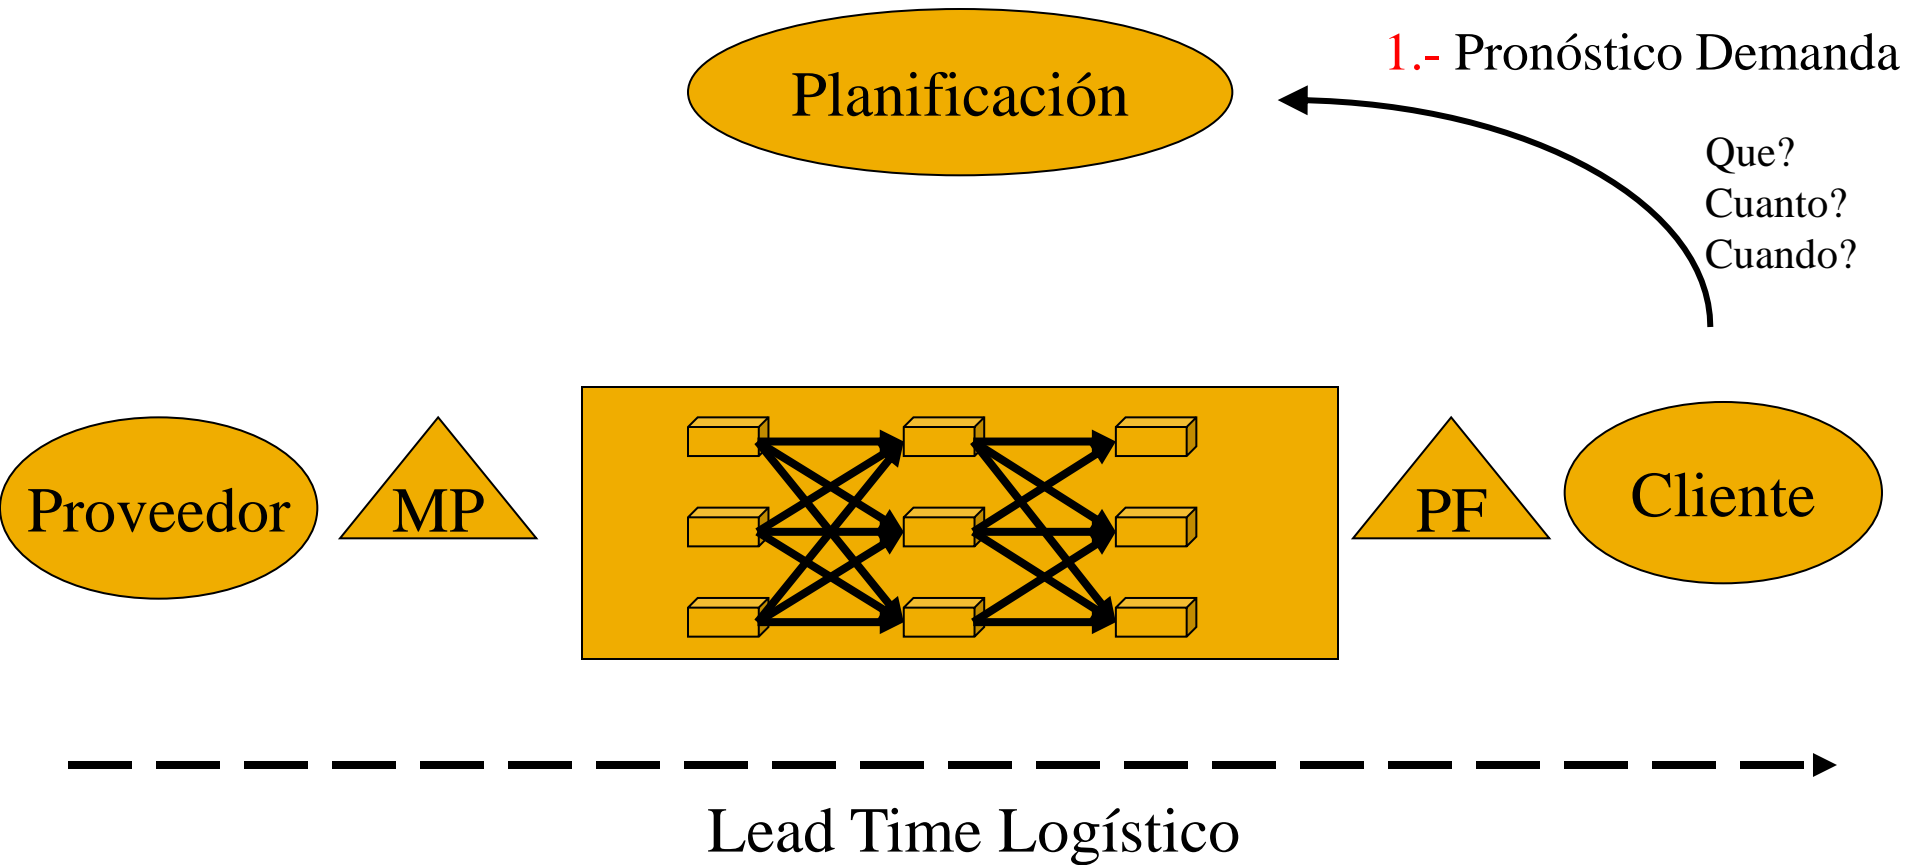 1.- Pronóstico Demanda
Planificación
Que?
Cuanto?
Cuando?
Proveedor
MP
PF
Cliente
Lead Time Logístico